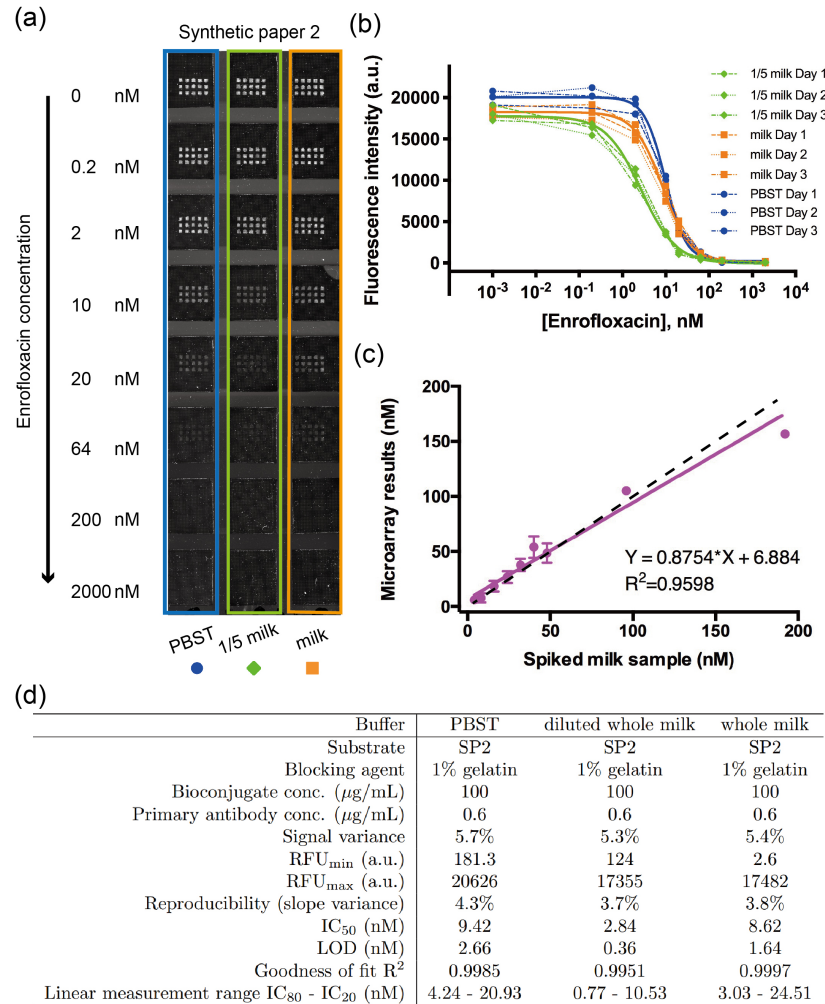 (a)
Synthetic paper 2
Enrofloxacin concentration
0 nM
0.2 nM
2 nM
10 nM
20 nM
64 nM
200 nM
2000 nM
PBST
1/5 milk
milk
(b)
Fluorescence intensity (a.u.)
20000
15000
10000
5000
0
10⁻³ 10⁻² 10⁻¹ 10⁰ 10¹ 10² 10³ 10⁴
[Enrofloxacin], nM
1/5 milk Day 1
1/5 milk Day 2
1/5 milk Day 3
milk Day 1
milk Day 2
milk Day 3
PBST Day 1
PBST Day 2
PBST Day 3
(c)
Microarray results (nM)
200
150
100
50
0
0 50 100 150 200
Spiked milk sample (nM)
Y = 0.8754*X + 6.884
R²=0.9598
(d)
Buffer PBST diluted whole milk whole milk
Substrate SP2 SP2 SP2
Blocking agent 1% gelatin 1% gelatin 1% gelatin
Bioconjugate conc. (μg/mL) 100 100 100
Primary antibody conc. (μg/mL) 0.6 0.6 0.6
Signal variance 5.7% 5.3% 5.4%
RFUmin (a.u.) 181.3 124 2.6
RFUmax (a.u.) 20626 17355 17482
Reproducibility (slope variance) 4.3% 3.7% 3.8%
IC50 (nM) 9.42 2.84 8.62
LOD (nM) 2.66 0.36 1.64
Goodness of fit R² 0.9985 0.9951 0.9997
Linear measurement range IC80 - IC20 (nM) 4.24 - 20.93 0.77 - 10.53 3.03 - 24.51